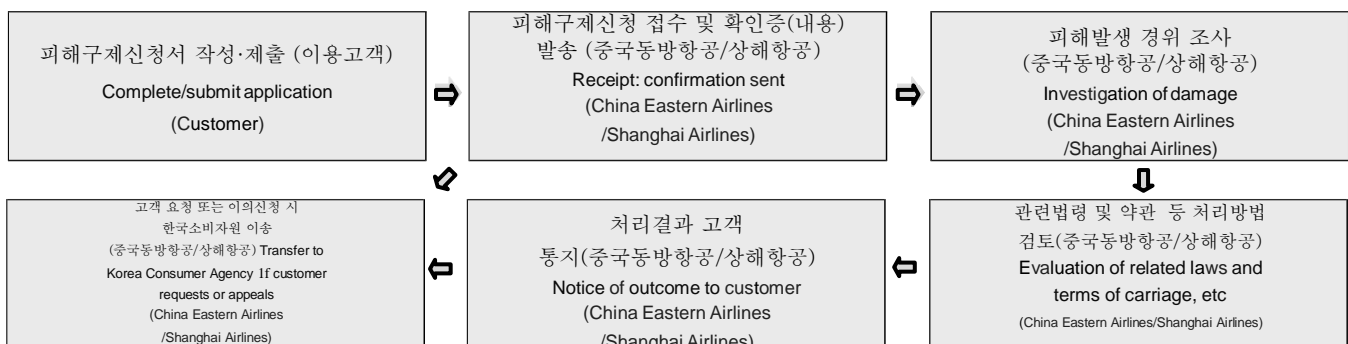 피해구제신청서 작성·제출 (이용고객)
Complete/submit application
(Customer)
피해구제신청 접수 및 확인증(내용)
발송 (중국동방항공/상해항공)
Receipt: confirmation sent
(China Eastern Airlines
/Shanghai Airlines)
피해발생 경위 조사
(중국동방항공/상해항공)
Investigation of damage
(China Eastern Airlines
/Shanghai Airlines)
관련법령 및 약관 등 처리방법
검토(중국동방항공/상해항공)
Evaluation of related laws and
terms of carriage, etc
(China Eastern Airlines/Shanghai Airlines)
처리결과 고객
통지(중국동방항공/상해항공)
Notice of outcome to customer
(China Eastern Airlines
/Shanghai Airlines)
고객 요청 또는 이의신청 시
한국소비자원 이송
(중국동방항공/상해항공) Transfer to
Korea Consumer Agency 1f customer
requests or appeals
(China Eastern Airlines
/Shanghai Airlines)